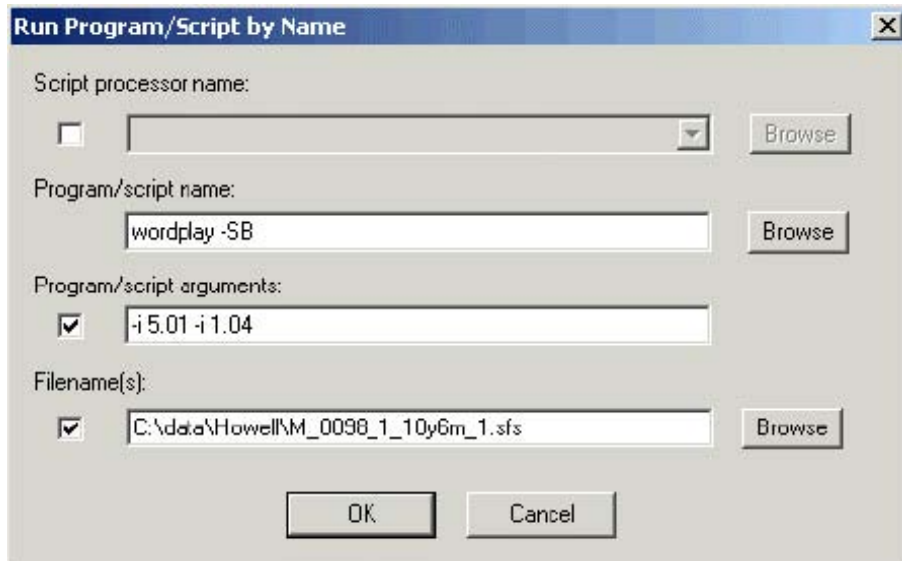 Run Program/Script by Name
Script processor name:
Browse
Program/script name:
wordplay -SB
Browse
Program/script arguments:
-i 5.01 -i 1.04
Filename(s):
C:\data\Howell\M_0098_1_10y6m_1.sfs
Browse
OK
Cancel